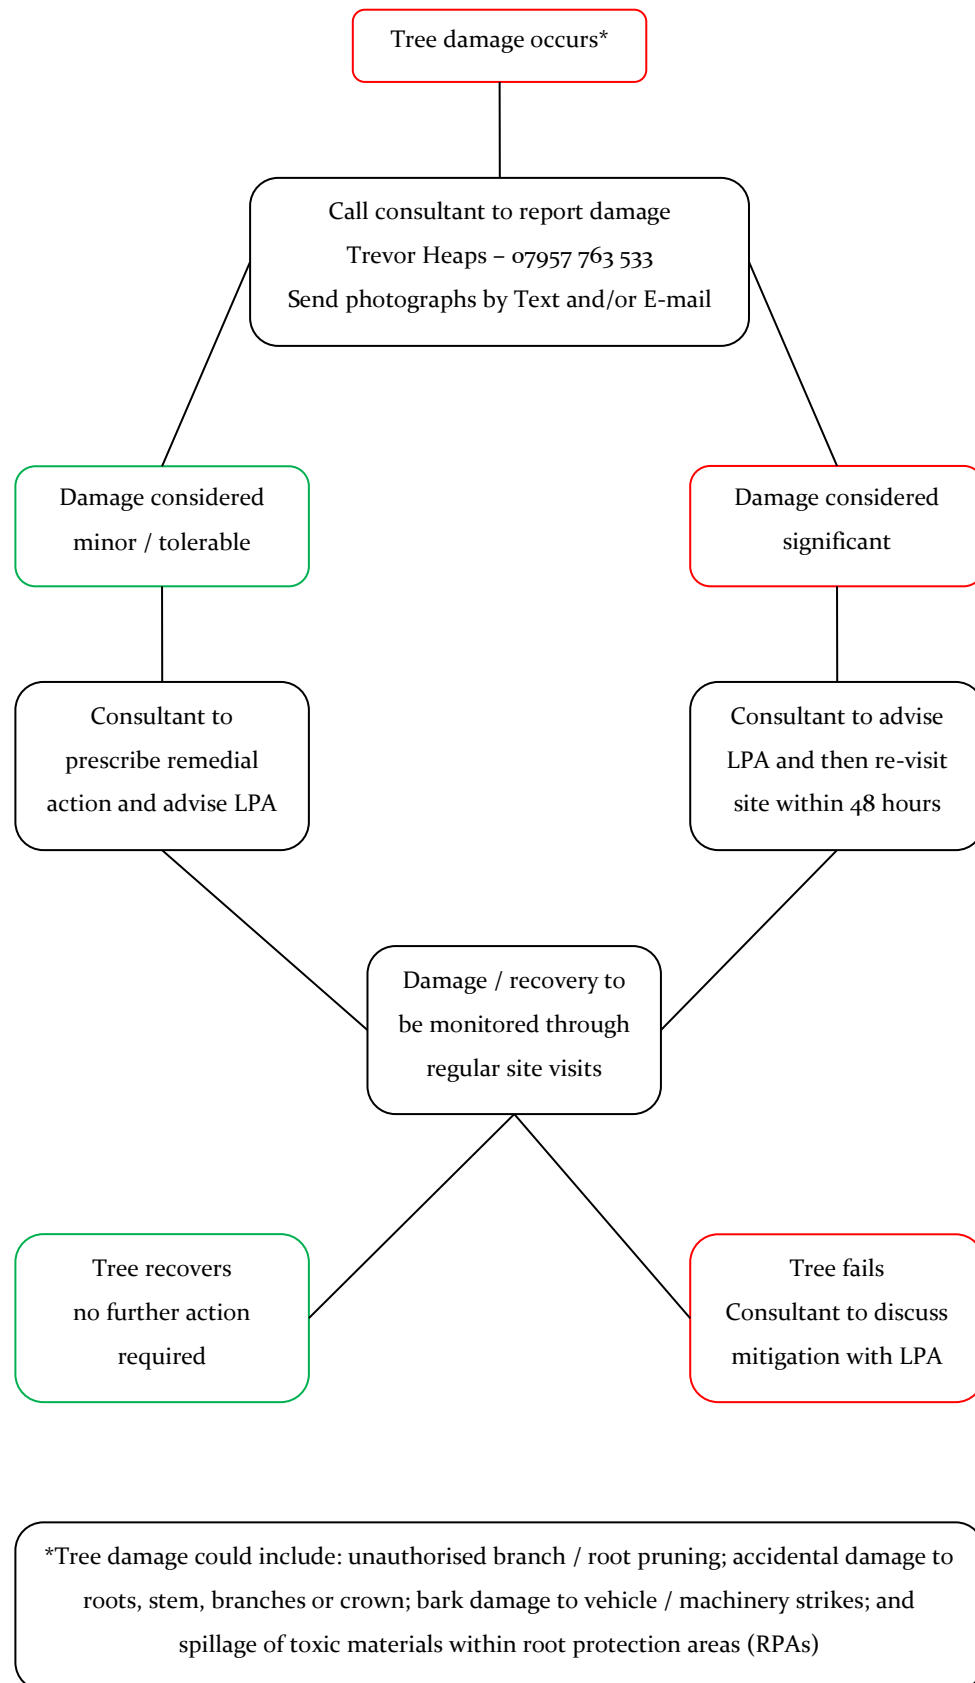 Tree damage occurs*
Call consultant to report damage
Trevor Heaps – 07957 763 533
Send photographs by Text and/or E-mail
Damage considered
minor / tolerable
Damage considered
significant
Consultant to
prescribe remedial
action and advise LPA
Consultant to advise
LPA and then re-visit
site within 48 hours
Damage / recovery to
be monitored through
regular site visits
Tree recovers
no further action
required
Tree fails
Consultant to discuss
mitigation with LPA
*Tree damage could include: unauthorised branch / root pruning; accidental damage to
roots, stem, branches or crown; bark damage to vehicle / machinery strikes; and
spillage of toxic materials within root protection areas (RPAs)